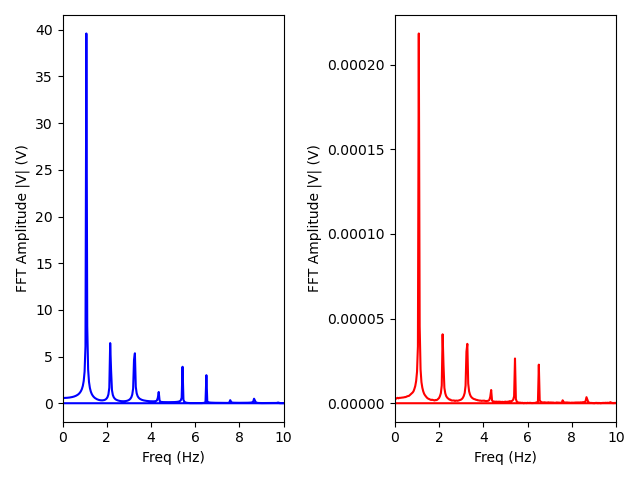 FFT Amplitude |V| (V)
40
35
30
25
20
15
10
5
0
0 2 4 6 8 10
Freq (Hz)
FFT Amplitude |V| (V)
0.00020
0.00015
0.00010
0.00005
0.00000
0 2 4 6 8 10
Freq (Hz)